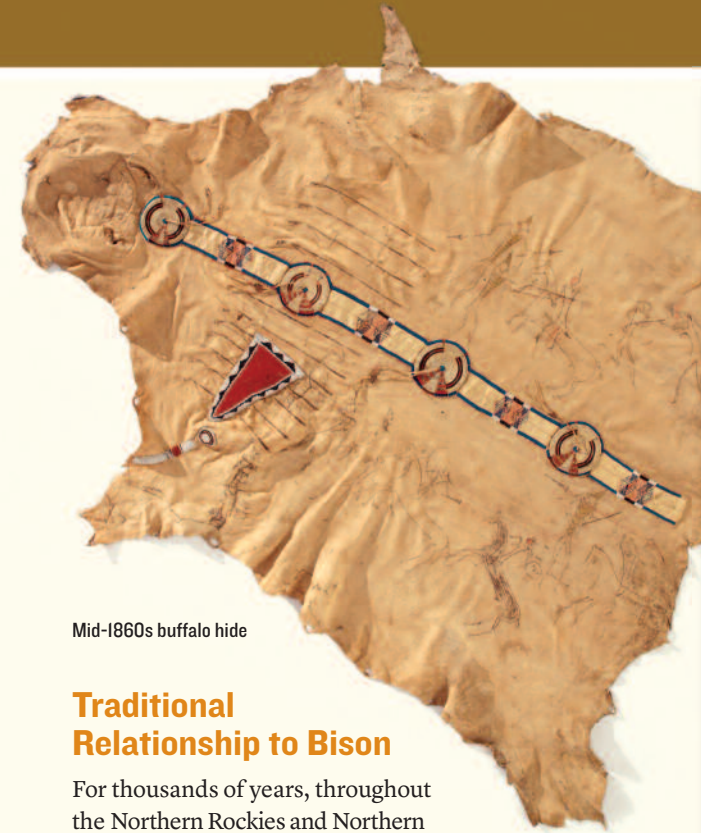 Mid-1860s buffalo hide
Traditional
Relationship to Bison
For thousands of years, throughout
the Northern Rockies and Northern